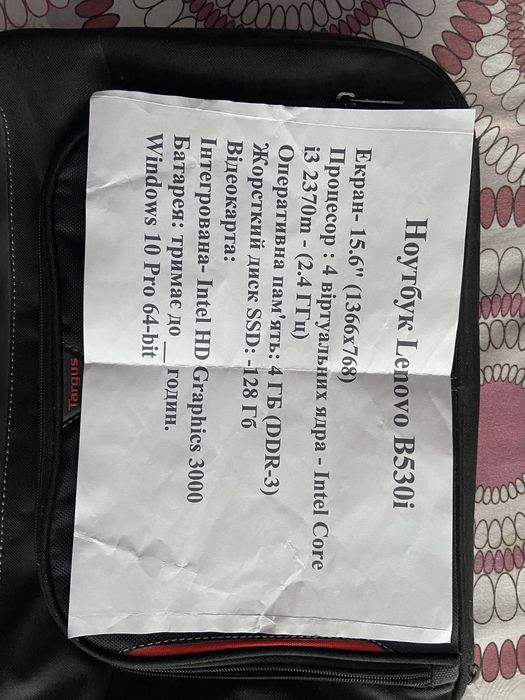 Ноутбук Lenovo B530i
Екран- 15.6" (1366x768)
Процесор : 4 віртуальних ядра - Intel Core
i3 2370m - (2.4 ГГц)
Оперативна пам'ять: 4 ГБ (DDR-3)
Жорсткий диск SSD: -128 Гб
Відеокарта:
Інтегрована- Intel HD Graphics 3000
Батарея: тримає до __ годин.
Windows 10 Pro 64-bit
Targus